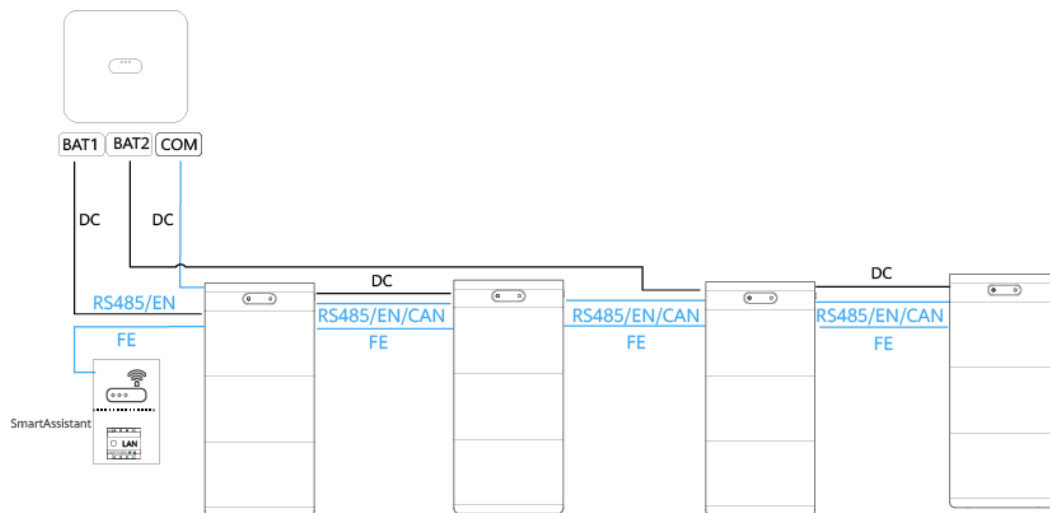 BAT1 BAT2 COM
DC DC
DC DC
RS485/EN RS485/EN/CAN RS485/EN/CAN RS485/EN/CAN
FE FE FE FE
SmartAssistant
LAN